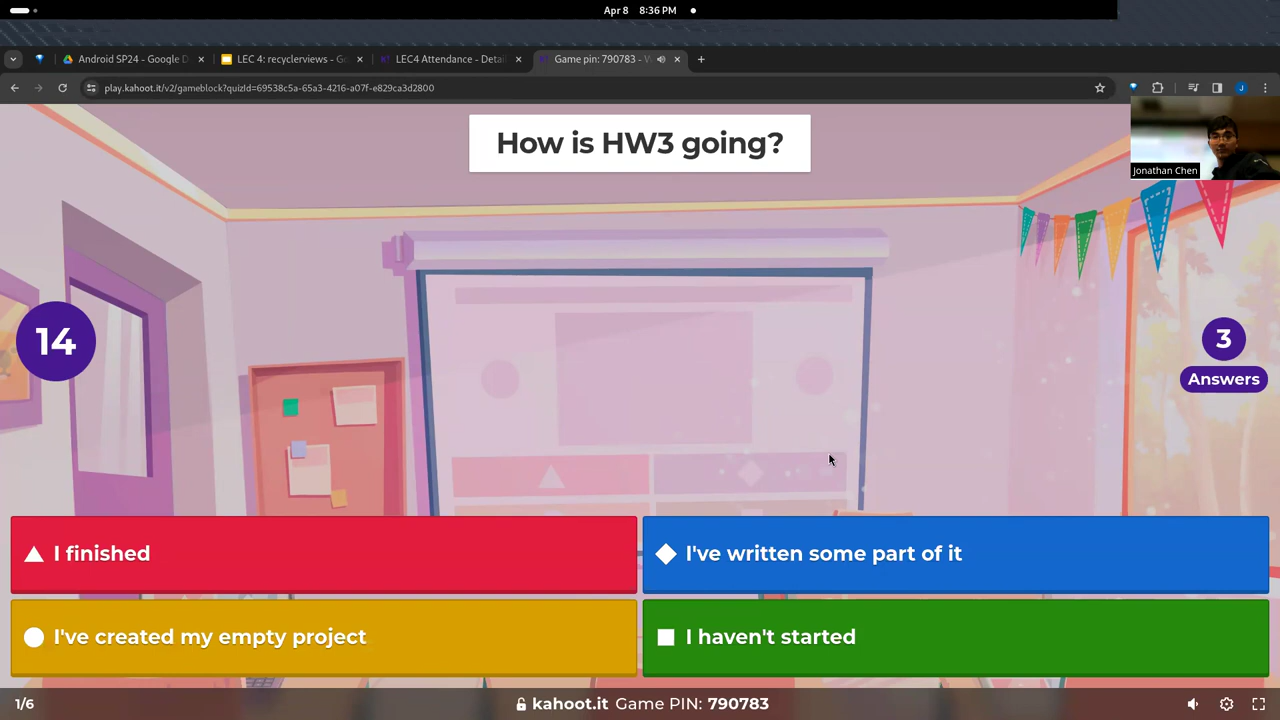 Apr 8 8:36 PM
Android SP24 - Google D
LEC 4: recyclerviews - Go
LEC4 Attendance - Detai
Game pin: 790783 -
play.kahoot.it/v2/gameblock?quizId=69538c5a-65a3-4216-a07f-e829ca3d2800
J
How is HW3 going?
Jonathan Chen
14
3
Answers
I finished
I've written some part of it
I've created my empty project
I haven't started
1/6
kahoot.it Game PIN: 790783